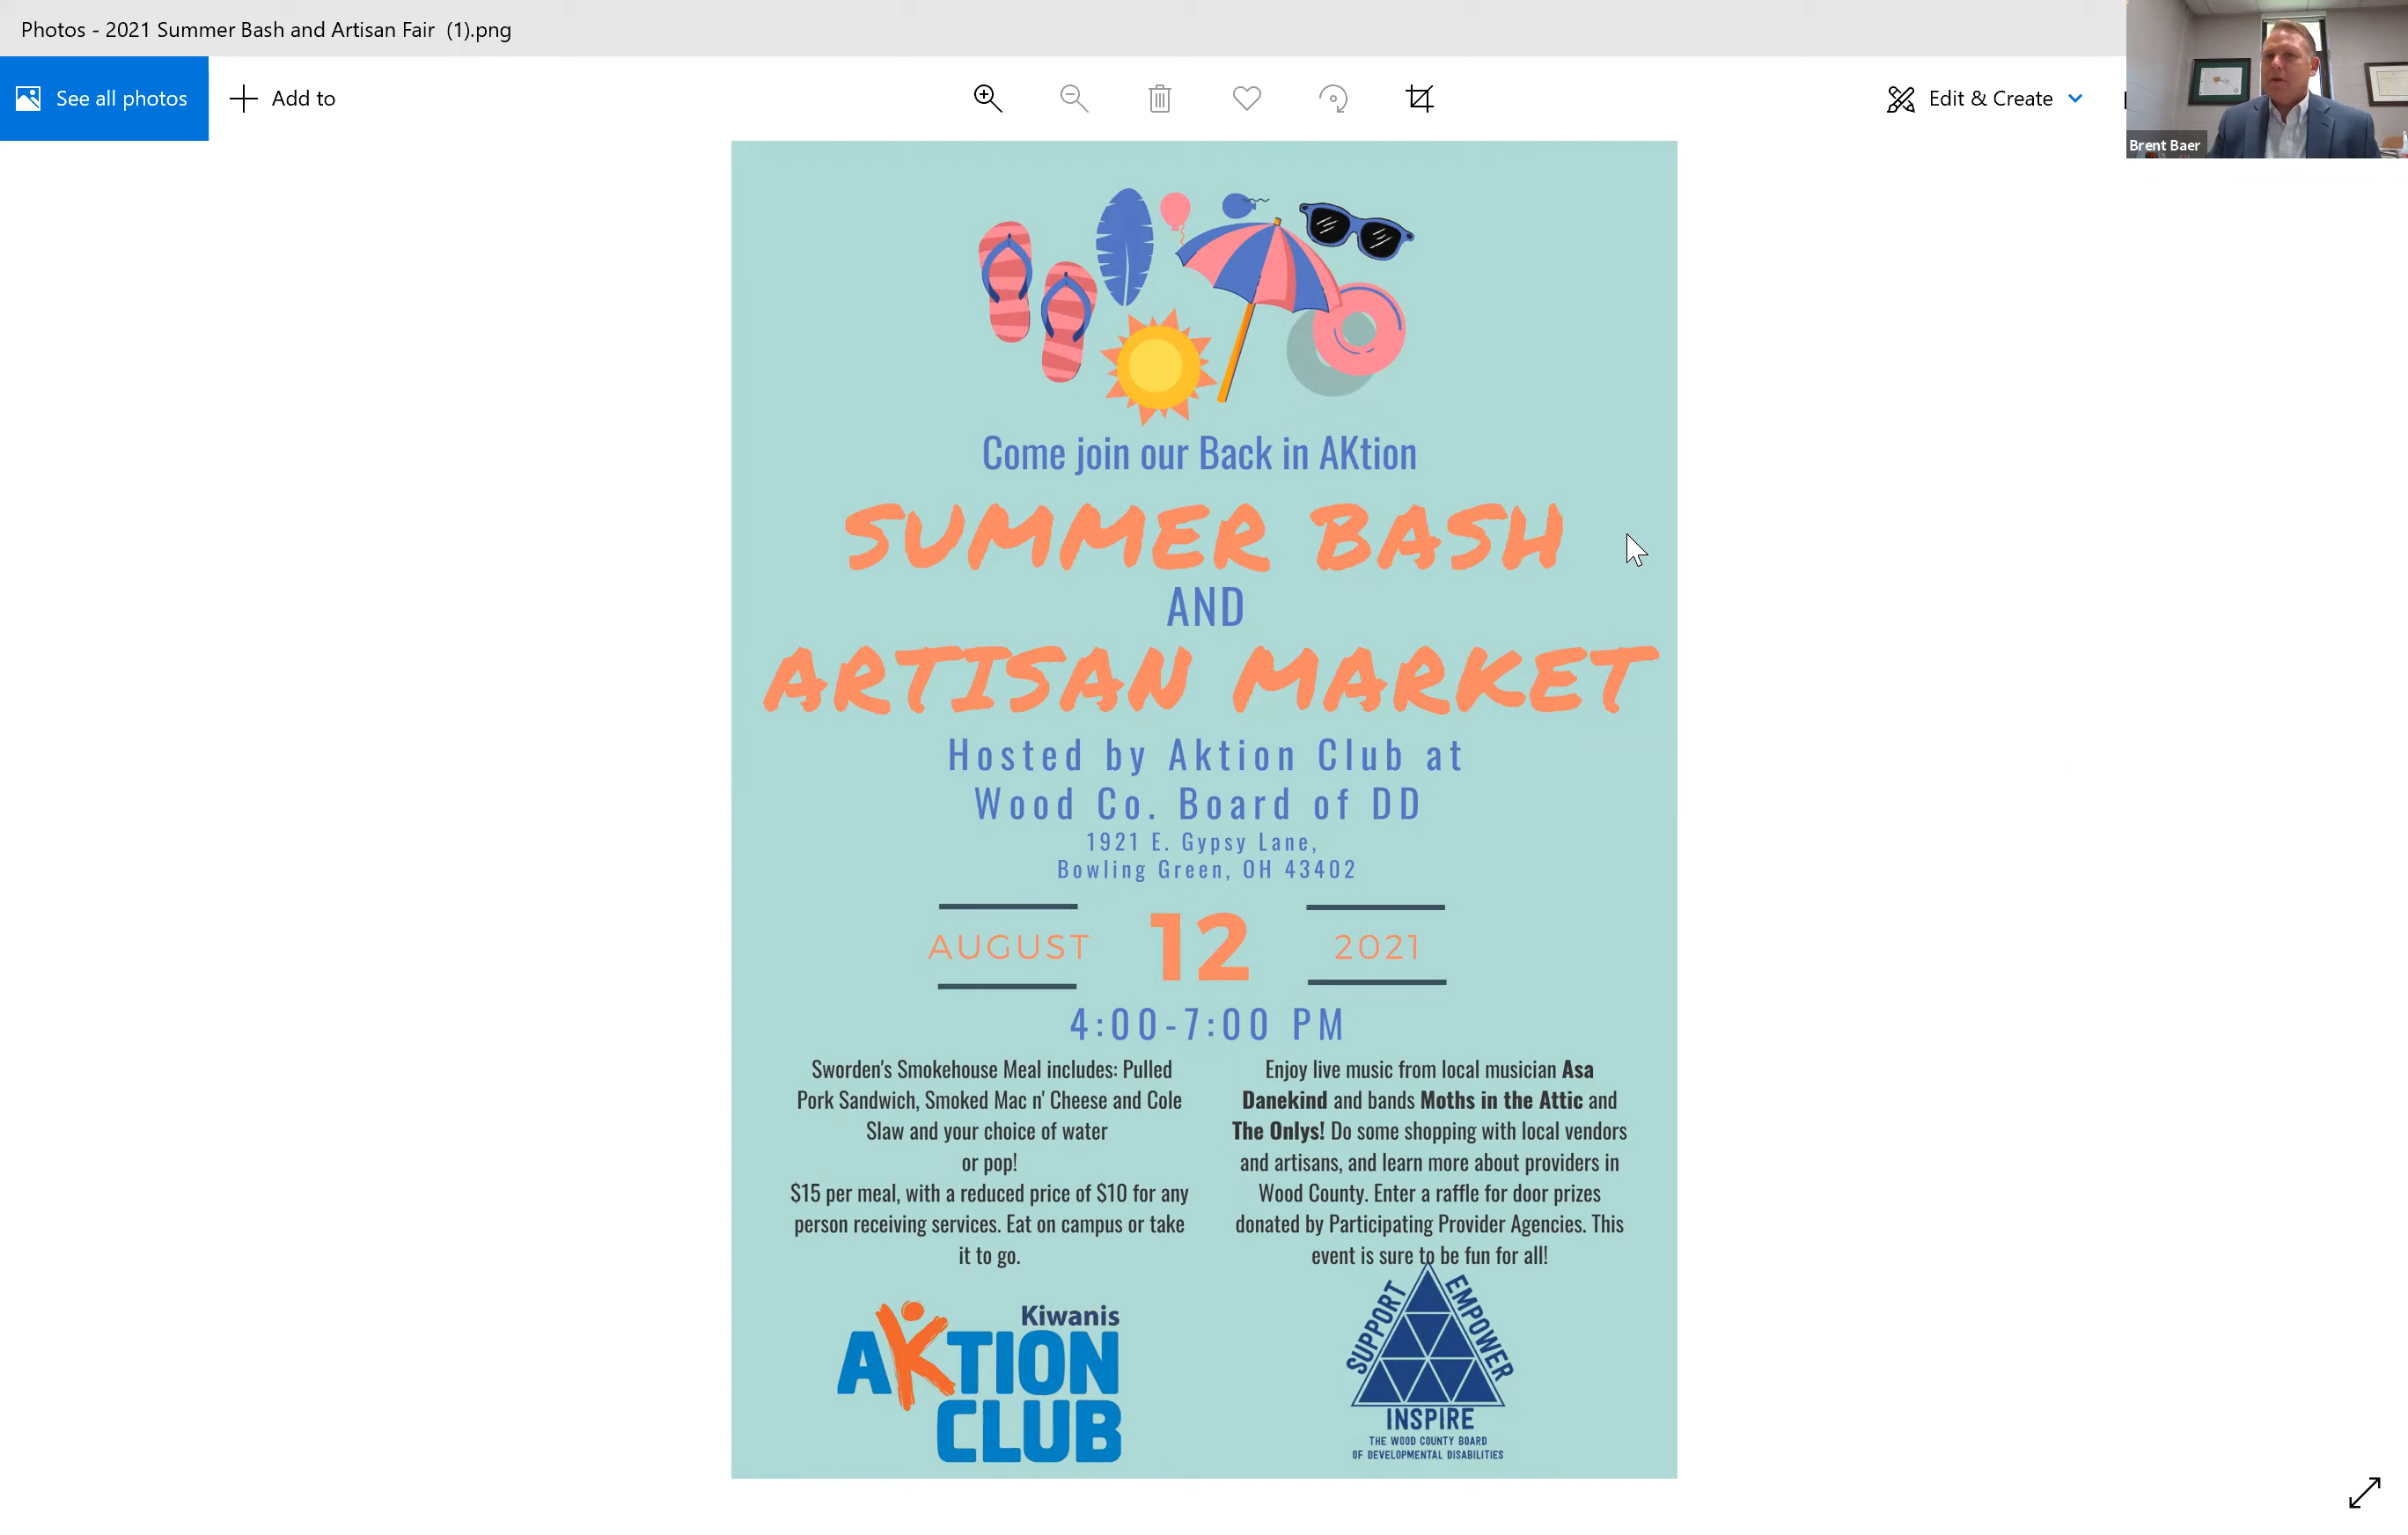 Photos - 2021 Summer Bash and Artisan Fair (1).png
See all photos
Add to
Edit & Create
Brent Baer
Come join our Back in AKtion
SUMMER BASH
AND
ARTISAN MARKET
Hosted by Aktion Club at
Wood Co. Board of DD
1921 E. Gypsy Lane,
Bowling Green, OH 43402
AUGUST 12 2021
4:00-7:00 PM
Sworden's Smokehouse Meal includes: Pulled
Pork Sandwich, Smoked Mac n' Cheese and Cole
Slaw and your choice of water
or pop!
$15 per meal, with a reduced price of $10 for any
person receiving services. Eat on campus or take
it to go.
Enjoy live music from local musician Asa
Danekind and bands Moths in the Attic and
The Onlys! Do some shopping with local vendors
and artisans, and learn more about providers in
Wood County. Enter a raffle for door prizes
donated by Participating Provider Agencies. This
event is sure to be fun for all!
Kiwanis
AKTION
CLUB
SUPPORT
EMPOWER
INSPIRE
THE WOOD COUNTY BOARD
OF DEVELOPMENTAL DISABILITIES